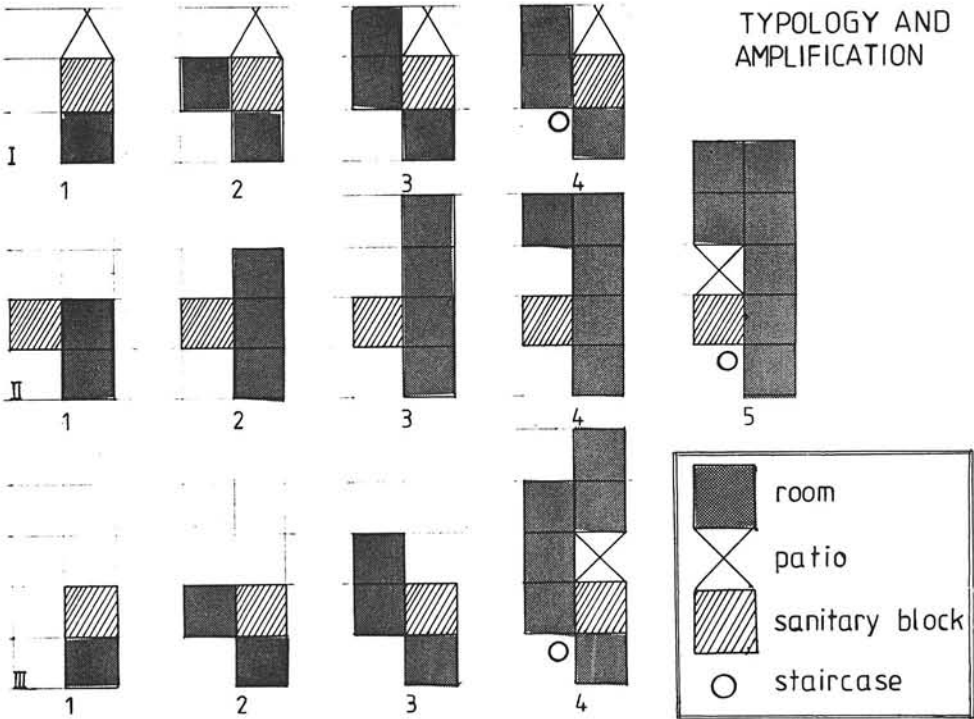 TYPOLOGY AND
AMPLIFICATION
I
1 2 3 4
II
1 2 3 4 5
III
1 2 3 4
room
patio
sanitary block
staircase